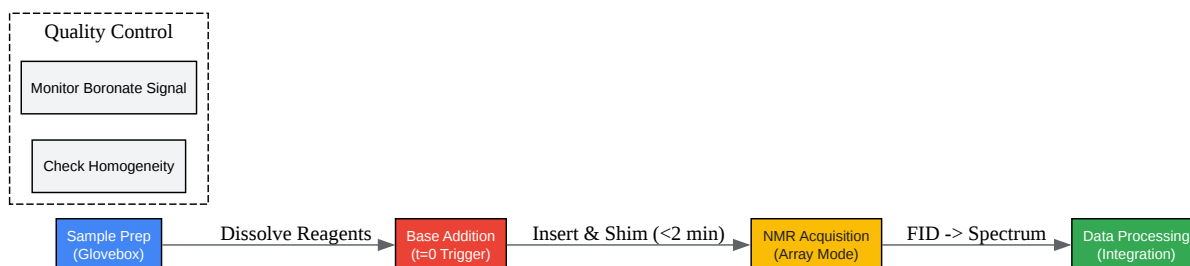 Quality Control
Monitor Boronate Signal
Check Homogeneity
Sample Prep
(Glovebox)
Dissolve Reagents
Base Addition
(t=0 Trigger)
Insert & Shim (<2 min)
NMR Acquisition
(Array Mode)
FID -> Spectrum
Data Processing
(Integration)